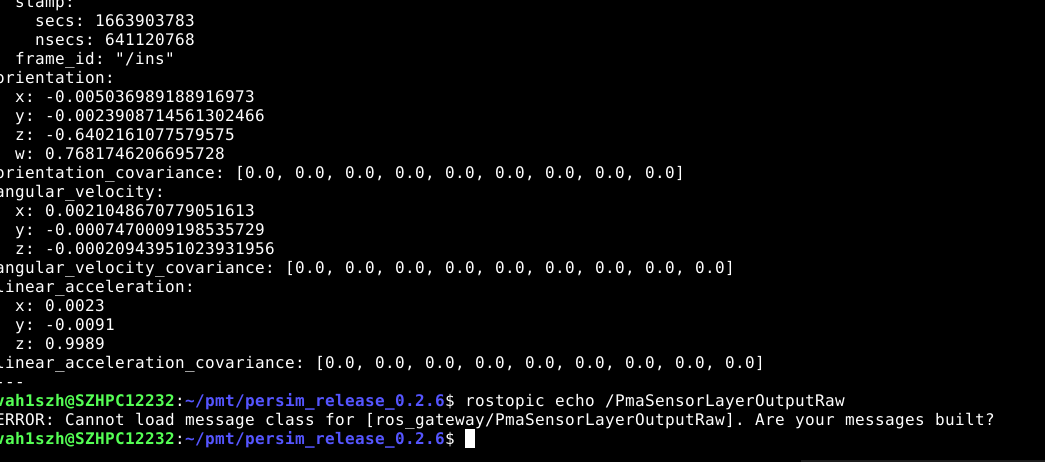 stamp:
secs: 1663903783
nsecs: 641120768
frame_id: "/ins"
orientation:
x: -0.005036989188916973
y: -0.0023908714561302466
z: -0.6402161077579575
w: 0.7681746206695728
orientation_covariance: [0.0, 0.0, 0.0, 0.0, 0.0, 0.0, 0.0, 0.0, 0.0]
angular_velocity:
x: 0.0021048670779051613
y: -0.0007470009198535729
z: -0.00020943951023931956
angular_velocity_covariance: [0.0, 0.0, 0.0, 0.0, 0.0, 0.0, 0.0, 0.0, 0.0]
linear_acceleration:
x: 0.0023
y: -0.0091
z: 0.9989
linear_acceleration_covariance: [0.0, 0.0, 0.0, 0.0, 0.0, 0.0, 0.0, 0.0, 0.0]
---
vah1szh@SZHPC12232:~/pmt/persim_release_0.2.6$ rostopic echo /PmaSensorLayerOutputRaw
ERROR: Cannot load message class for [ros_gateway/PmaSensorLayerOutputRaw]. Are your messages built?
vah1szh@SZHPC12232:~/pmt/persim_release_0.2.6$